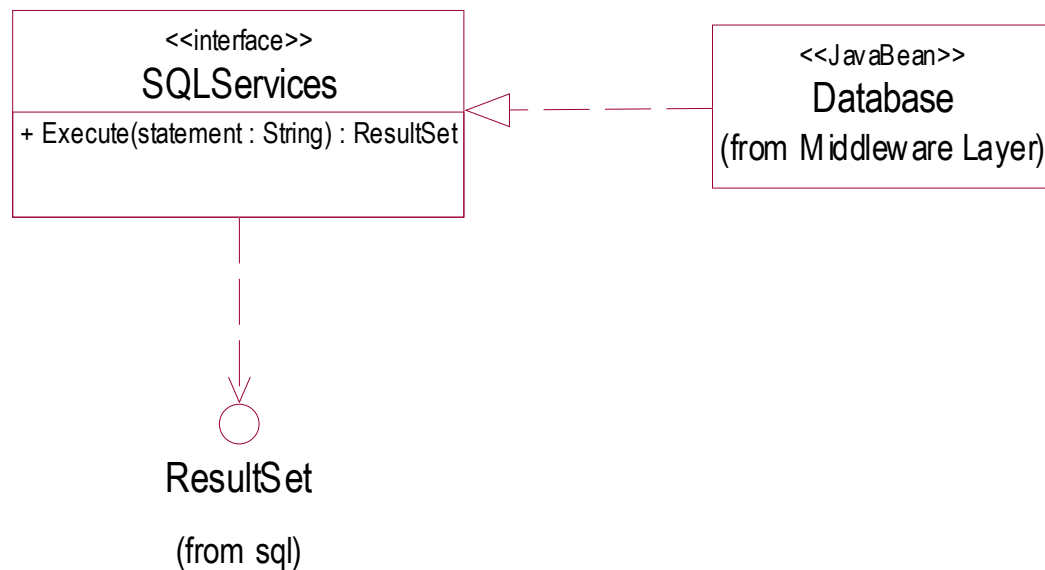 <<interface>>
SQLServices
+ Execute(statement : String) : ResultSet
<<JavaBean>>
Database
(from Middleware Layer)
ResultSet
(from sql)